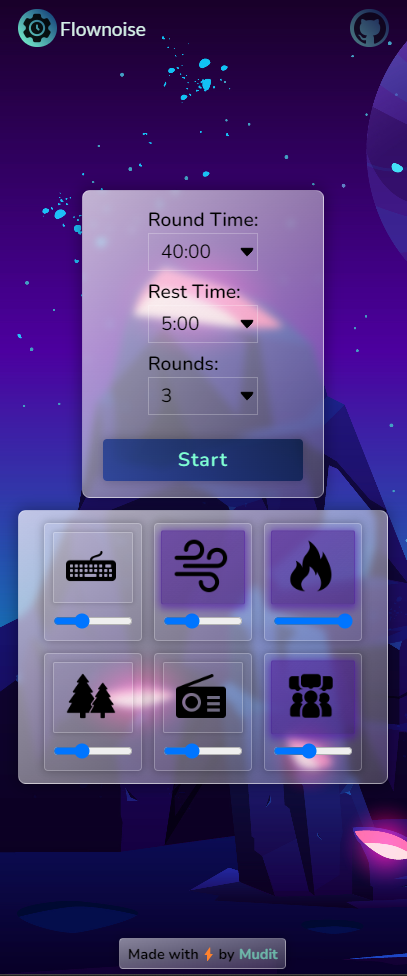 Flownoise
Round Time:
40:00
Rest Time:
5:00
Rounds:
3
Start
Made with by Mudit